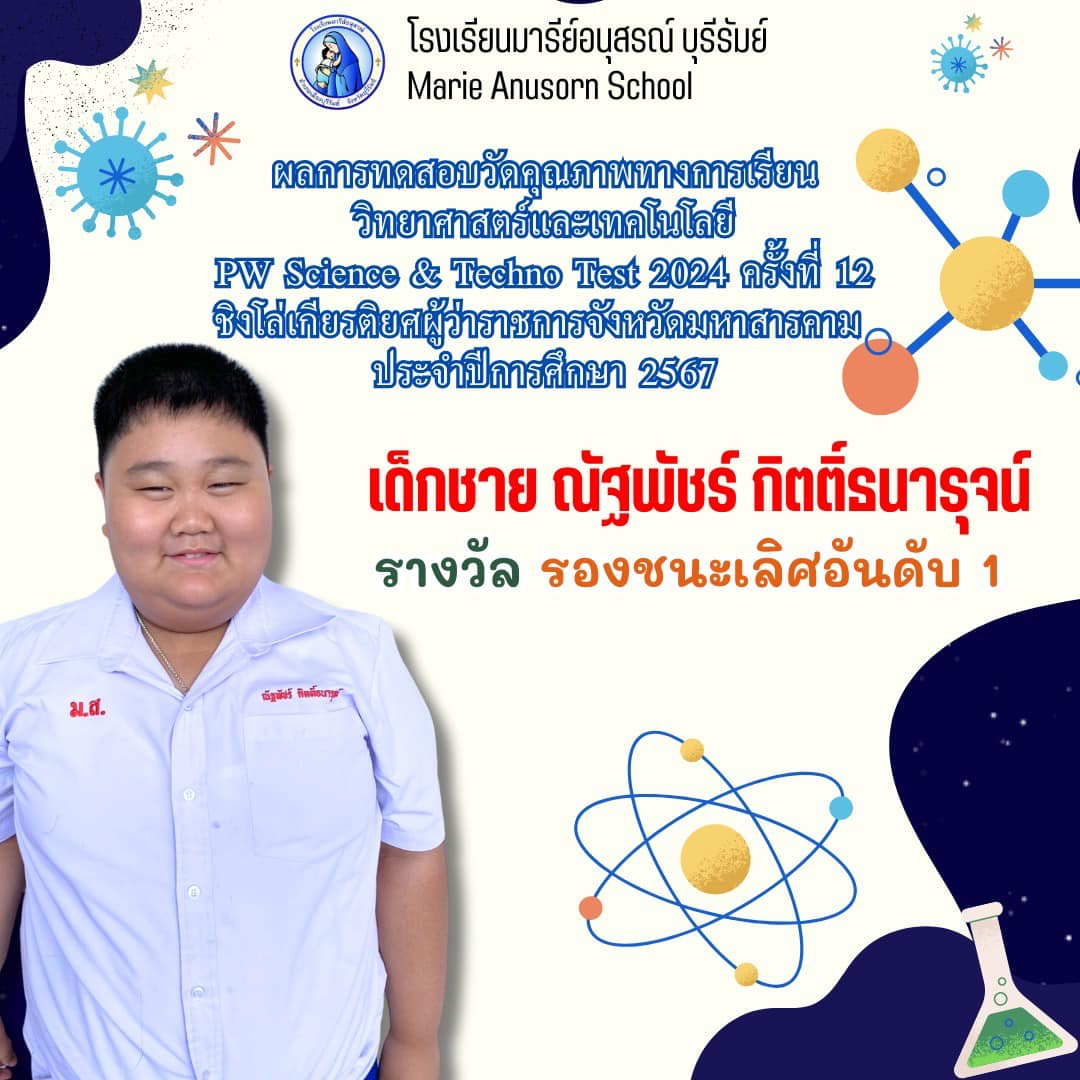 โรงเรียนมารีย์อนุสรณ์ บุรีรัมย์
Marie Anusorn School
ผลการทดสอบวัดคุณภาพทางการเรียน
วิทยาศาสตร์และเทคโนโลยี
PW Science & Techno Test 2024 ครั้งที่ 12
ชิงโล่เกียรติยศผู้ว่าราชการจังหวัดมหาสารคาม
ประจำปีการศึกษา 2567
เด็กชาย ณัฐพัชร์ กิตติ์ธนารุจน์
รางวัล รองชนะเลิศอันดับ 1
ม.ส.
ณัฐพัชร์